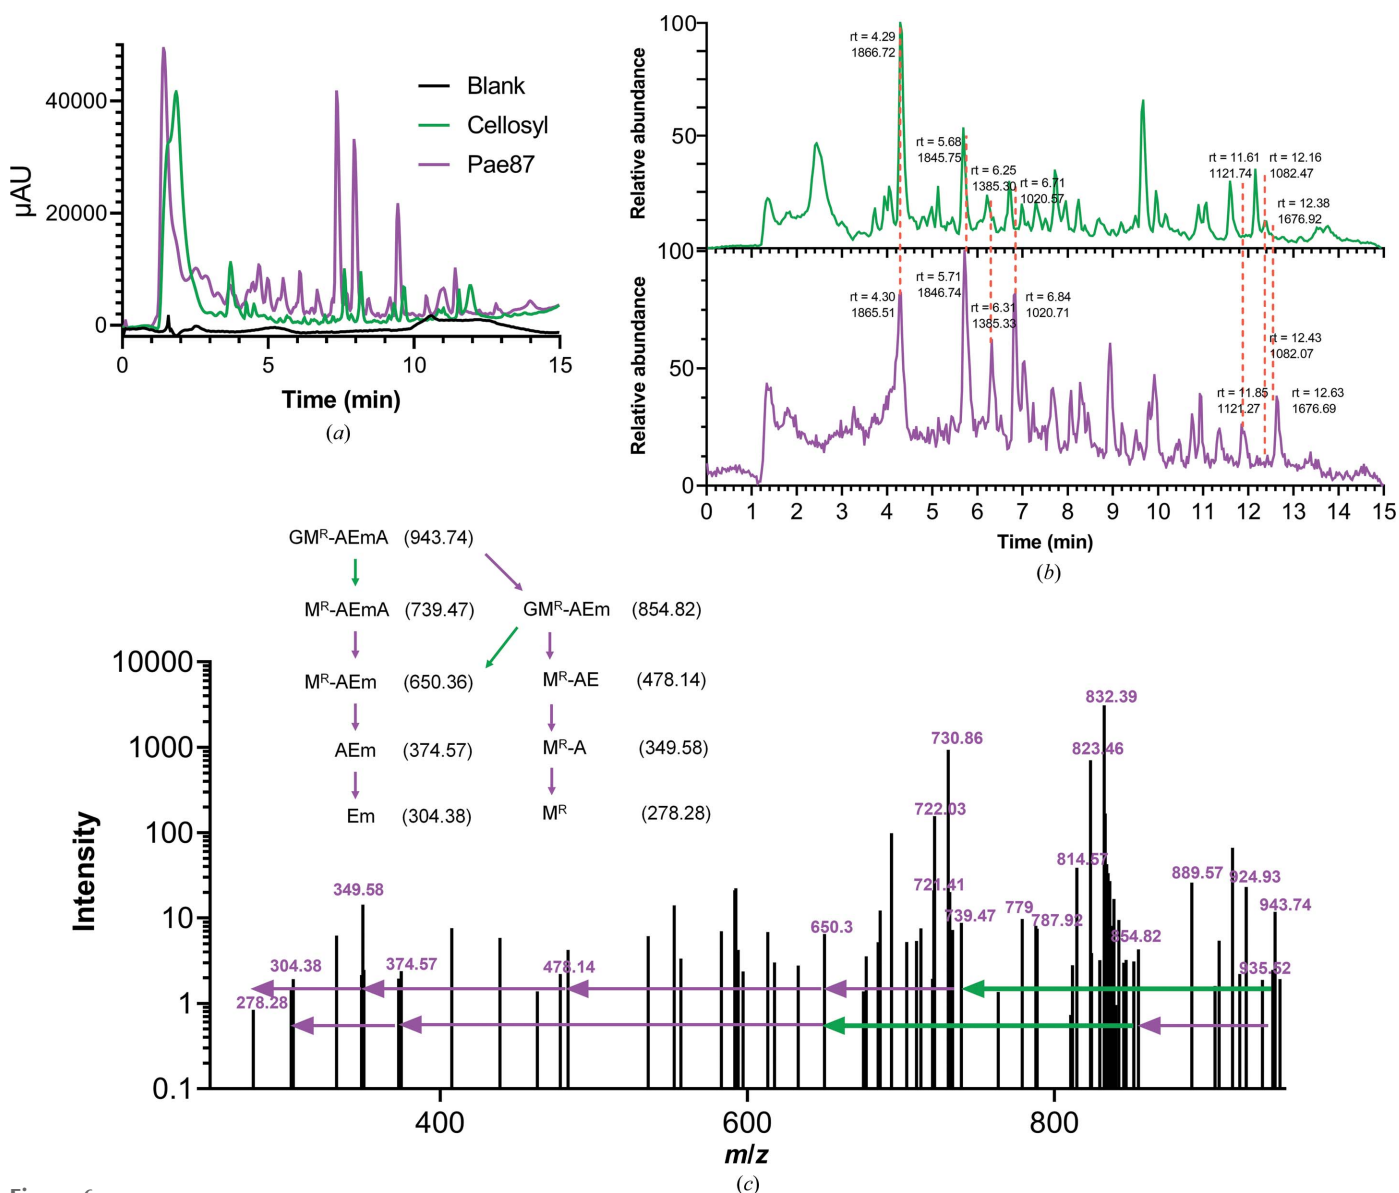 40000
20000
0
μAU
0
5
10
15
Time (min)
Blank
Cellosyl
Pae87
(a)
100
50
Relative abundance
rt = 4.29
1866.72
rt = 5.68
1845.75
rt = 6.25
1385.30
rt = 6.71
1020.57
rt = 11.61
1121.74
rt = 12.16
1082.47
rt = 12.38
1676.92
100
50
0
Relative abundance
rt = 4.30
1865.51
rt = 5.71
1846.74
rt = 6.31
1385.33
rt = 6.84
1020.71
rt = 12.43
1082.07
rt = 11.85
1121.27
rt = 12.63
1676.69
0 1 2 3 4 5 6 7 8 9 10 11 12 13 14 15
Time (min)
(b)
GMᴿ-AEmA (943.74)
Mᴿ-AEmA (739.47) GMᴿ-AEm (854.82)
Mᴿ-AEm (650.36) Mᴿ-AE (478.14)
AEm (374.57) Mᴿ-A (349.58)
Em (304.38) Mᴿ (278.28)
10000
1000
100
10
1
0.1
Intensity
832.39
730.86
823.46
722.03
814.57
889.57
924.93
721.41
349.58
943.74
739.47
779
787.92
650.3
854.82
304.38
374.57
478.14
935.52
278.28
400
600
800
m/z
(c)